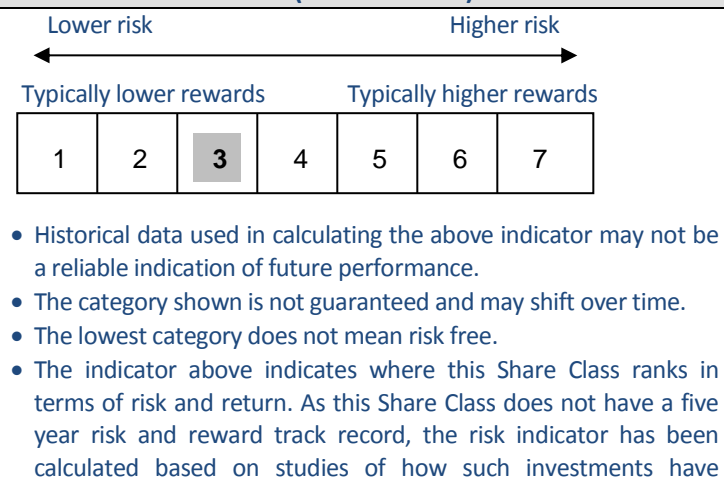 Lower risk Higher risk
Typically lower rewards Typically higher rewards
1 2 3 4 5 6 7
• Historical data used in calculating the above indicator may not be
a reliable indication of future performance.
• The category shown is not guaranteed and may shift over time.
• The lowest category does not mean risk free.
• The indicator above indicates where this Share Class ranks in
terms of risk and return. As this Share Class does not have a five
year risk and reward track record, the risk indicator has been
calculated based on studies of how such investments have